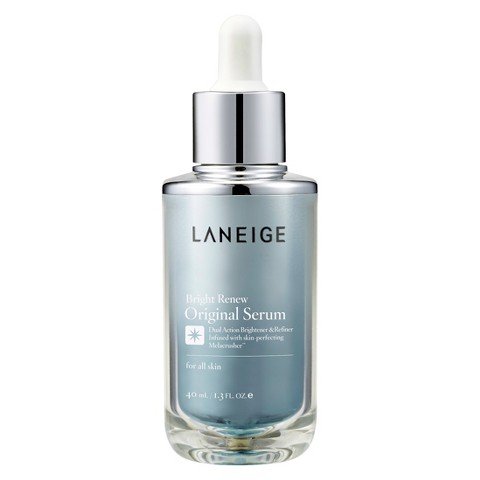 LANEIGE
Bright Renew
Original Serum
Dual Action Brightener &Refiner
Infused with skin-perfecting
Melacrusher™
for all skin
40 mL / 1.3 FL. OZ.e